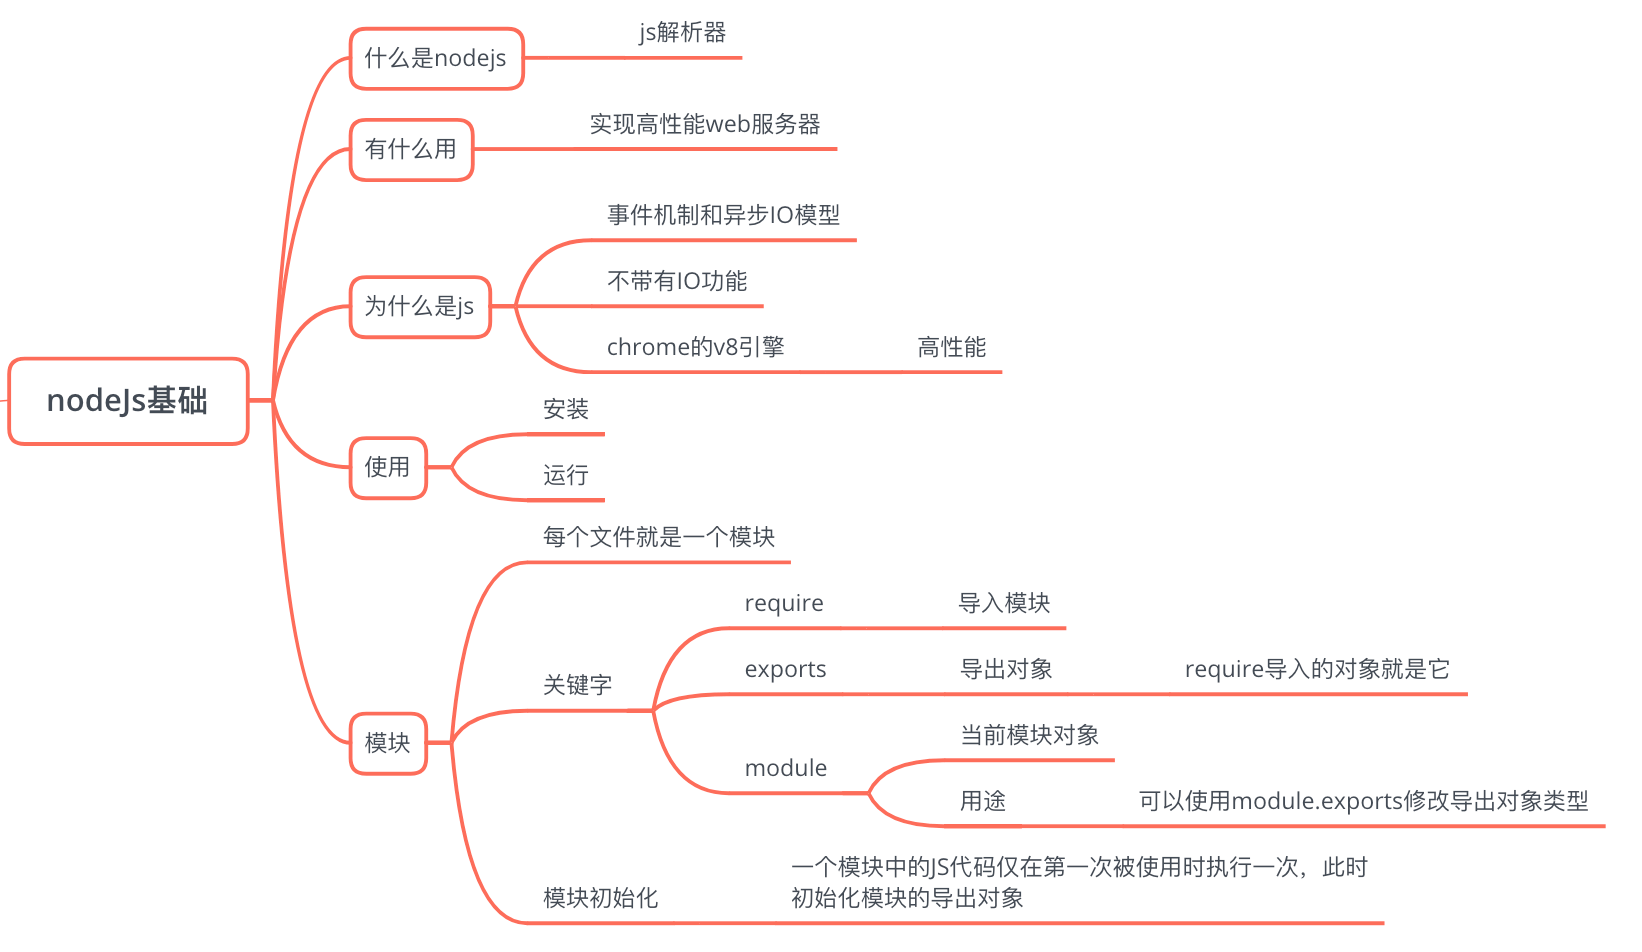 nodeJs基础
什么是nodejs
js解析器
有什么用
实现高性能web服务器
为什么是js
事件机制和异步IO模型
不带有IO功能
chrome的v8引擎
高性能
使用
安装
运行
模块
每个文件就是一个模块
关键字
require
导入模块
exports
导出对象
require导入的对象就是它
module
当前模块对象
用途
可以使用module.exports修改导出对象类型
模块初始化
一个模块中的JS代码仅在第一次被使用时执行一次，此时
初始化模块的导出对象